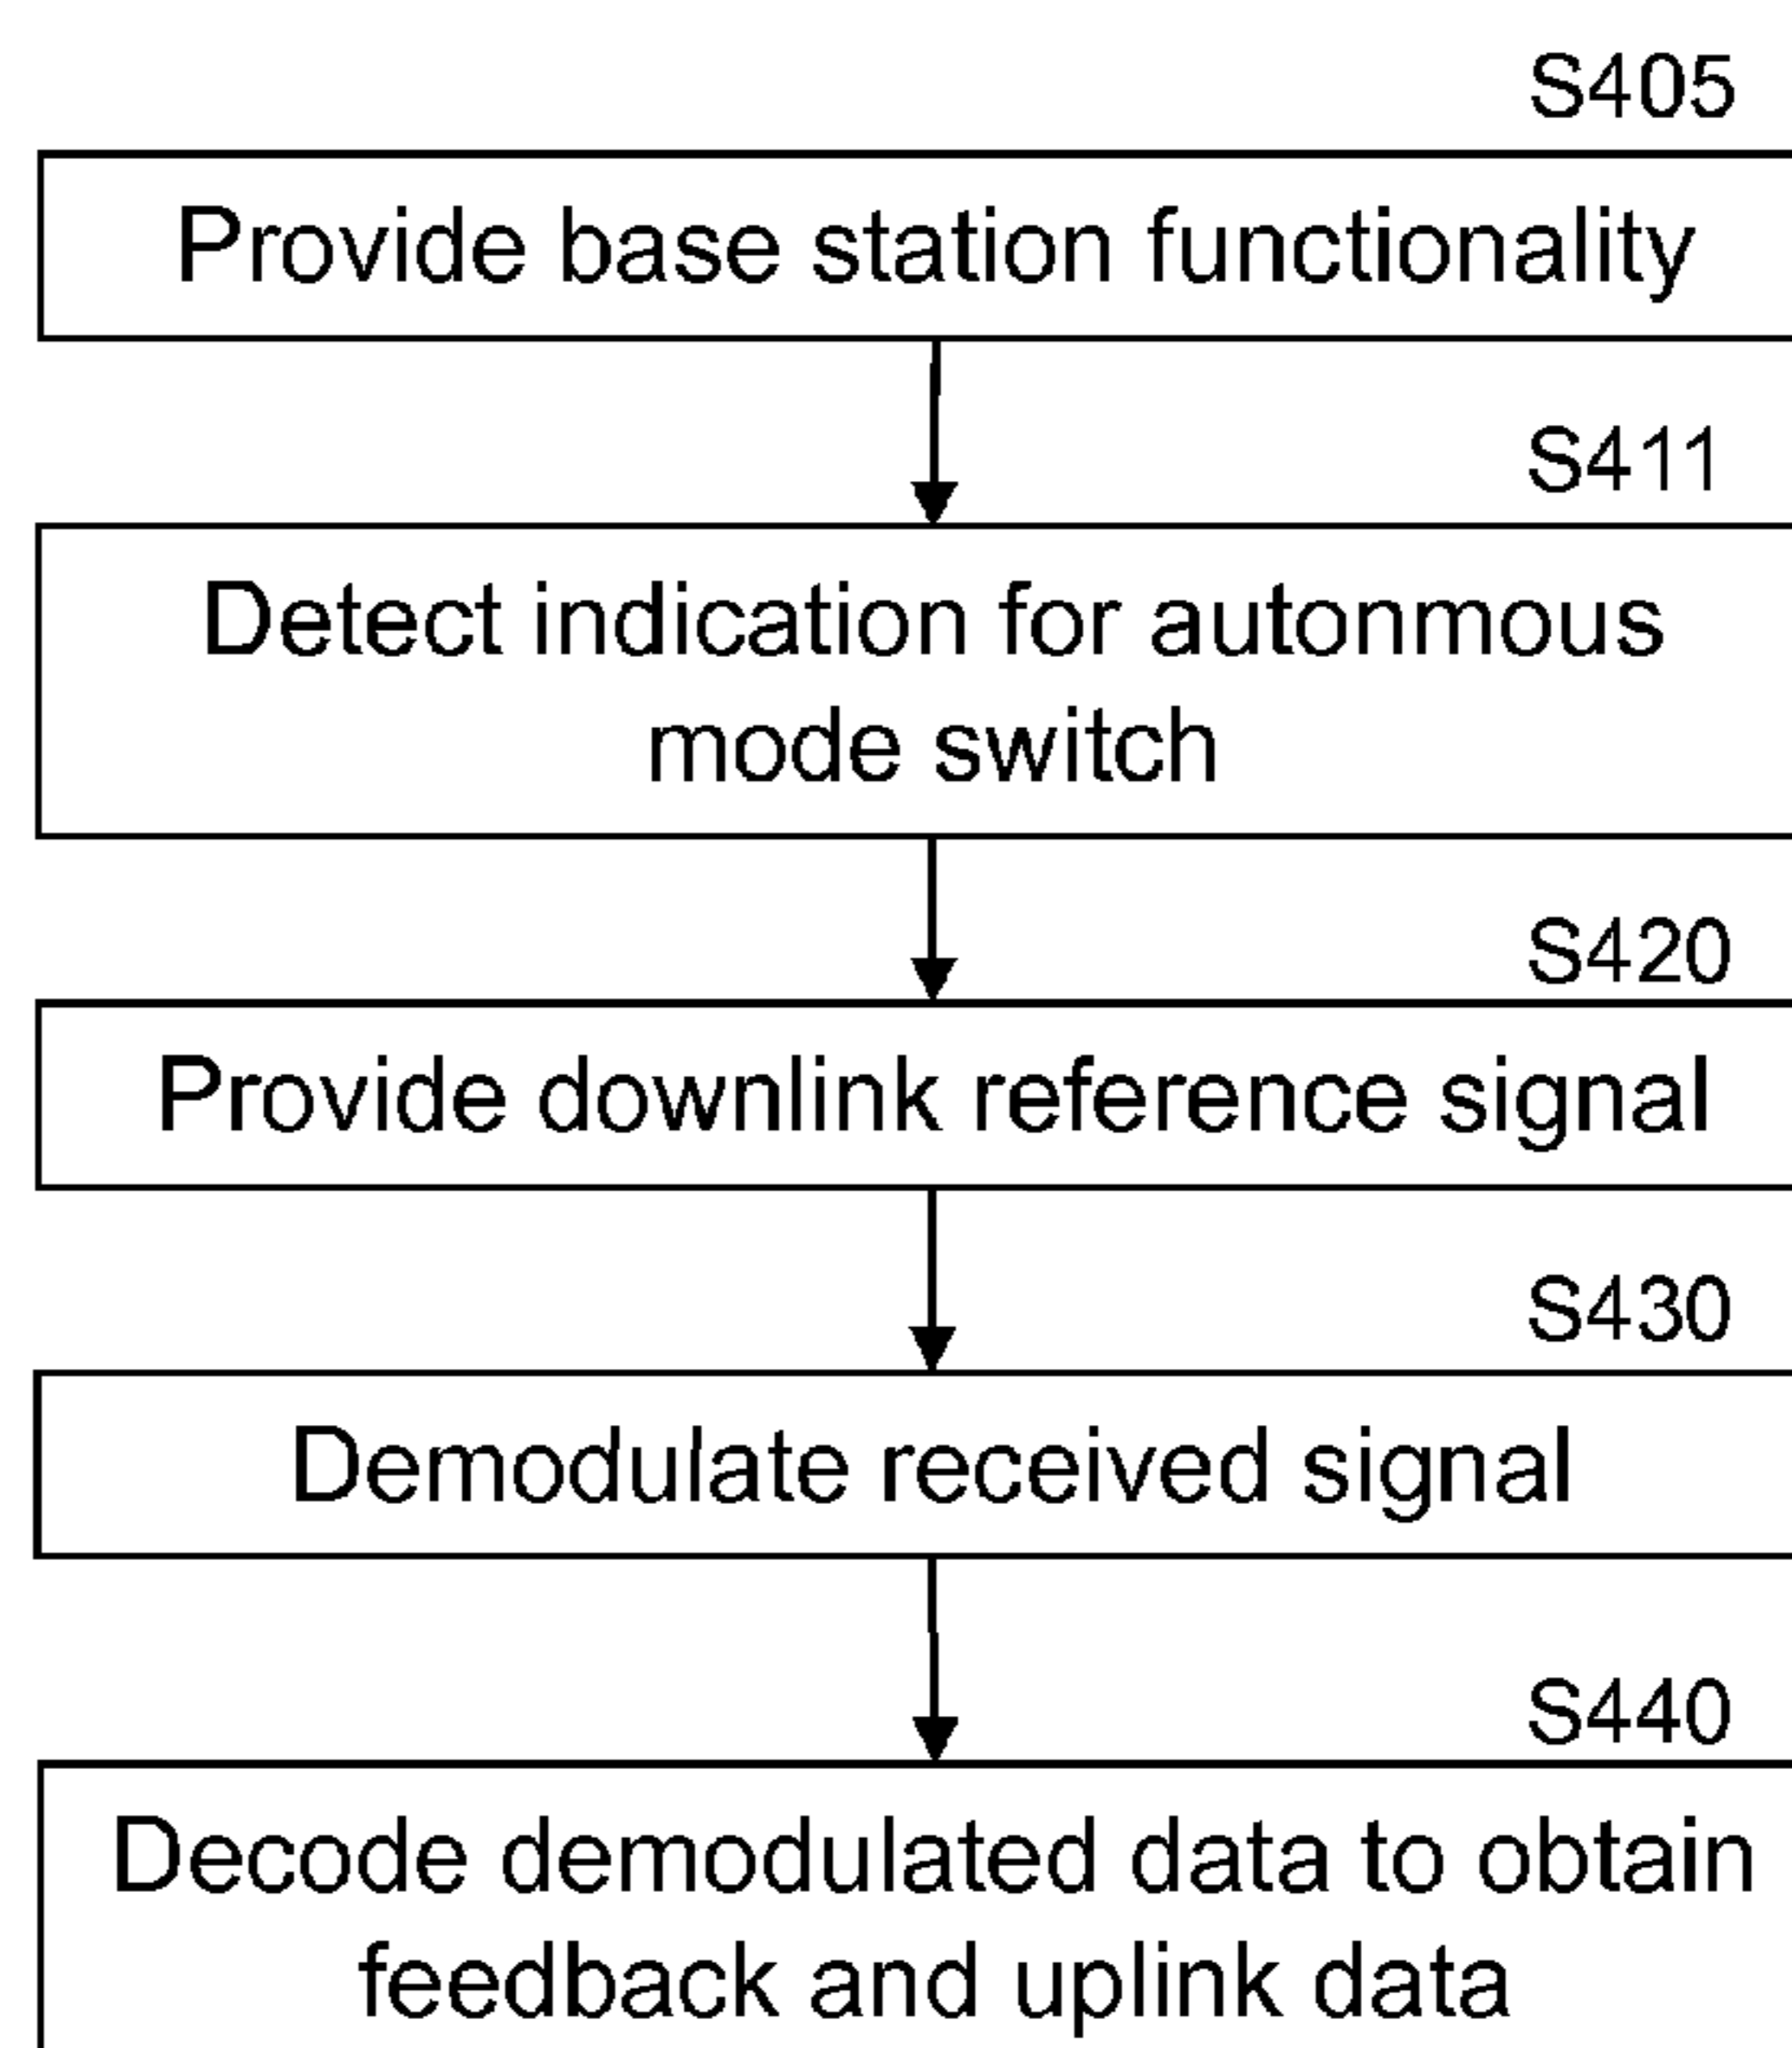 S405
Provide base station functionality
S411
Detect indication for autonmous
mode switch
S420
Provide downlink reference signal
S430
Demodulate received signal
S440
Decode demodulated data to obtain
feedback and uplink data